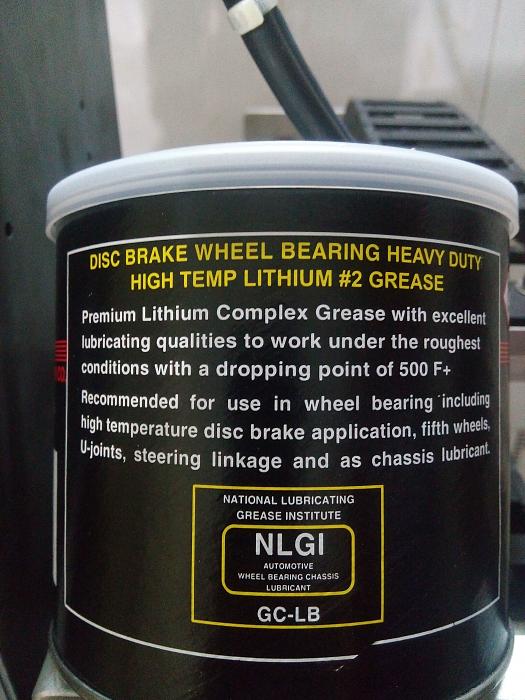 DISC BRAKE WHEEL BEARING HEAVY DUTY
HIGH TEMP LITHIUM #2 GREASE
Premium Lithium Complex Grease with excellent
lubricating qualities to work under the roughest
conditions with a dropping point of 500 F+
Recommended for use in wheel bearing including
high temperature disc brake application, fifth wheels,
U-joints, steering linkage and as chassis lubricant.
NATIONAL LUBRICATING
GREASE INSTITUTE
NLGI
AUTOMOTIVE
WHEEL BEARING CHASSIS
LUBRICANT
GC-LB